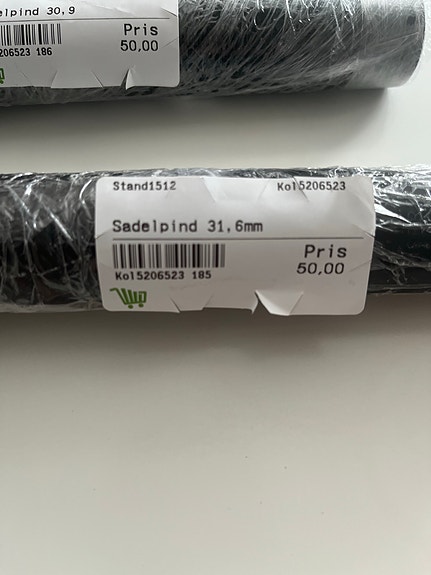 elpind 30,9
Pris
50,00
206523 186
Stand1512
Kol5206523
Sadelpind 31,6mm
Pris
50,00
Kol5206523 185